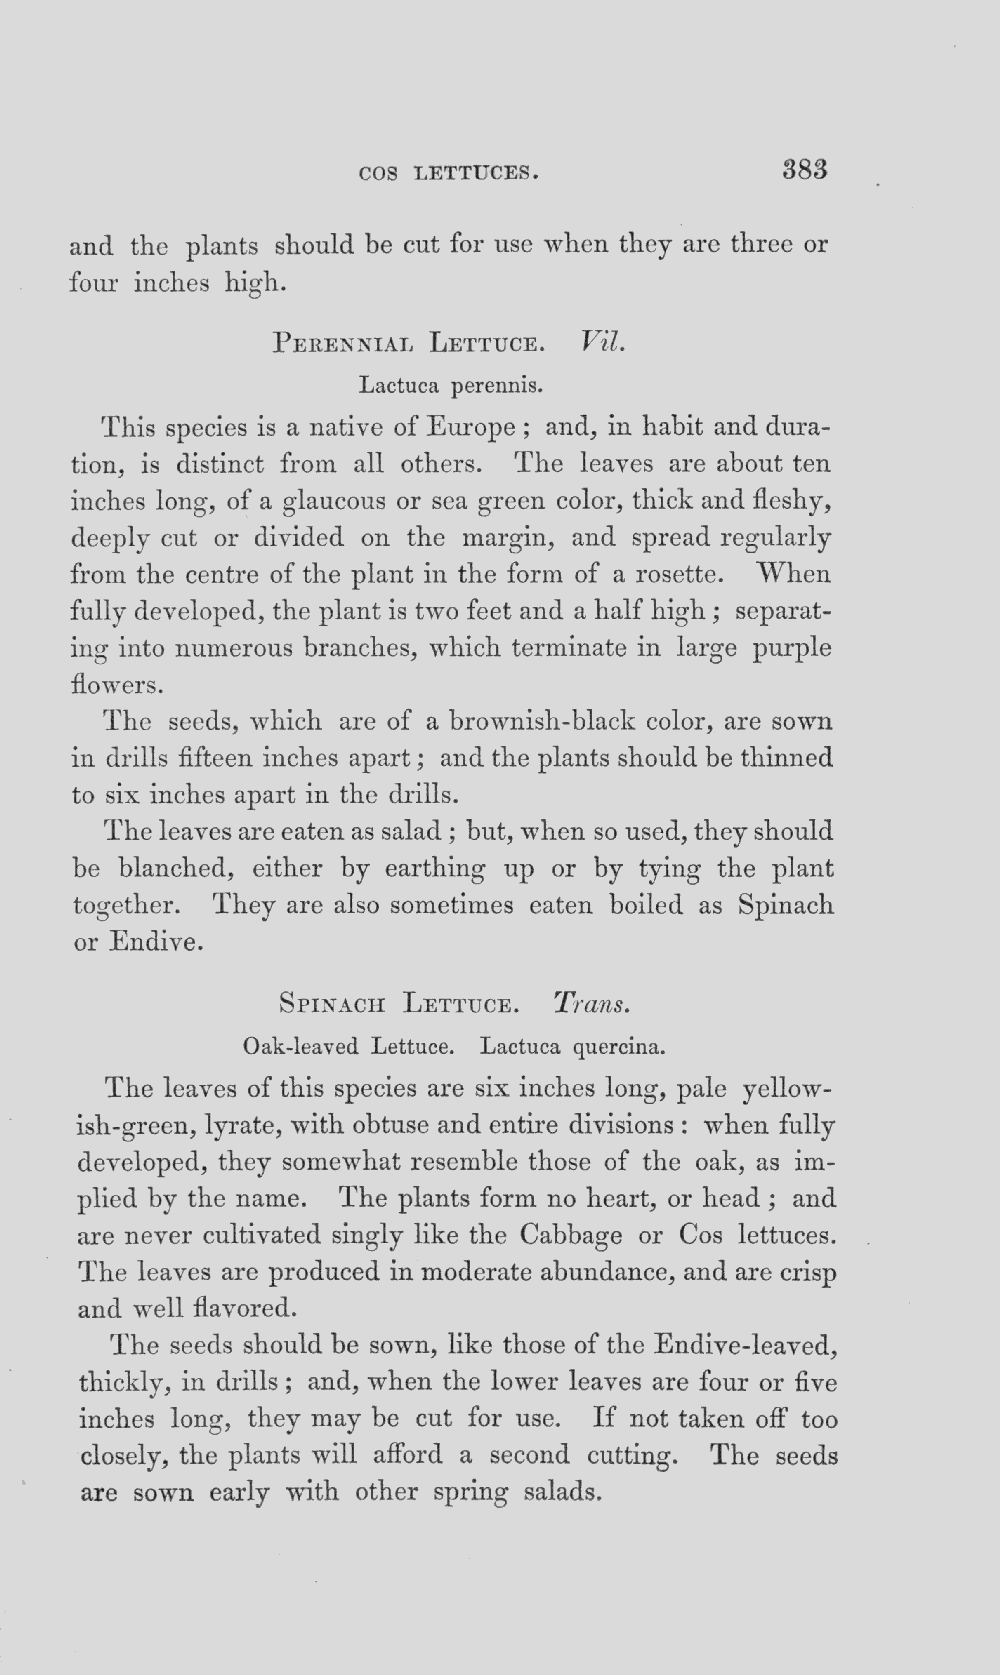 COS LETTUCES. 383
and the plants should be cut for use when they are three or
four inches high.
PERENNIAL LETTUCE. Vil.
Lactuca perennis.
This species is a native of Europe; and, in habit and dura-
tion, is distinct from all others. The leaves are about ten
inches long, of a glaucous or sea green color, thick and fleshy,
deeply cut or divided on the margin, and spread regularly
from the centre of the plant in the form of a rosette. When
fully developed, the plant is two feet and a half high; separat-
ing into numerous branches, which terminate in large purple
flowers.
The seeds, which are of a brownish-black color, are sown
in drills fifteen inches apart; and the plants should be thinned
to six inches apart in the drills.
The leaves are eaten as salad; but, when so used, they should
be blanched, either by earthing up or by tying the plant
together. They are also sometimes eaten boiled as Spinach
or Endive.
SPINACH LETTUCE. Trans.
Oak-leaved Lettuce. Lactuca quercina.
The leaves of this species are six inches long, pale yellow-
ish-green, lyrate, with obtuse and entire divisions: when fully
developed, they somewhat resemble those of the oak, as im-
plied by the name. The plants form no heart, or head; and
are never cultivated singly like the Cabbage or Cos lettuces.
The leaves are produced in moderate abundance, and are crisp
and well flavored.
The seeds should be sown, like those of the Endive-leaved,
thickly, in drills; and, when the lower leaves are four or five
inches long, they may be cut for use. If not taken off too
closely, the plants will afford a second cutting. The seeds
are sown early with other spring salads.